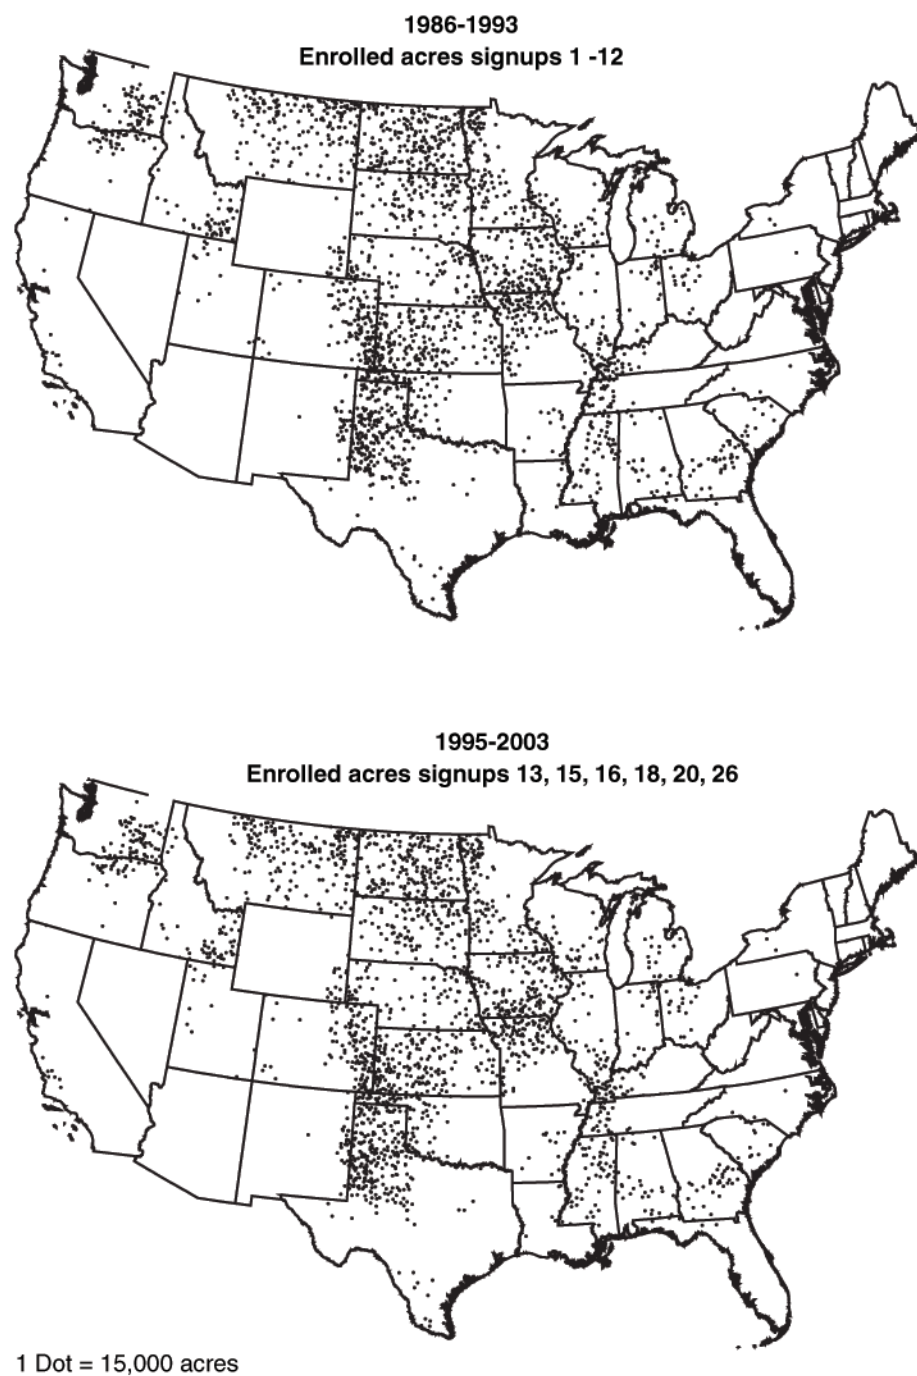 1986-1993
Enrolled acres signups 1 -12
1995-2003
Enrolled acres signups 13, 15, 16, 18, 20, 26
1 Dot = 15,000 acres